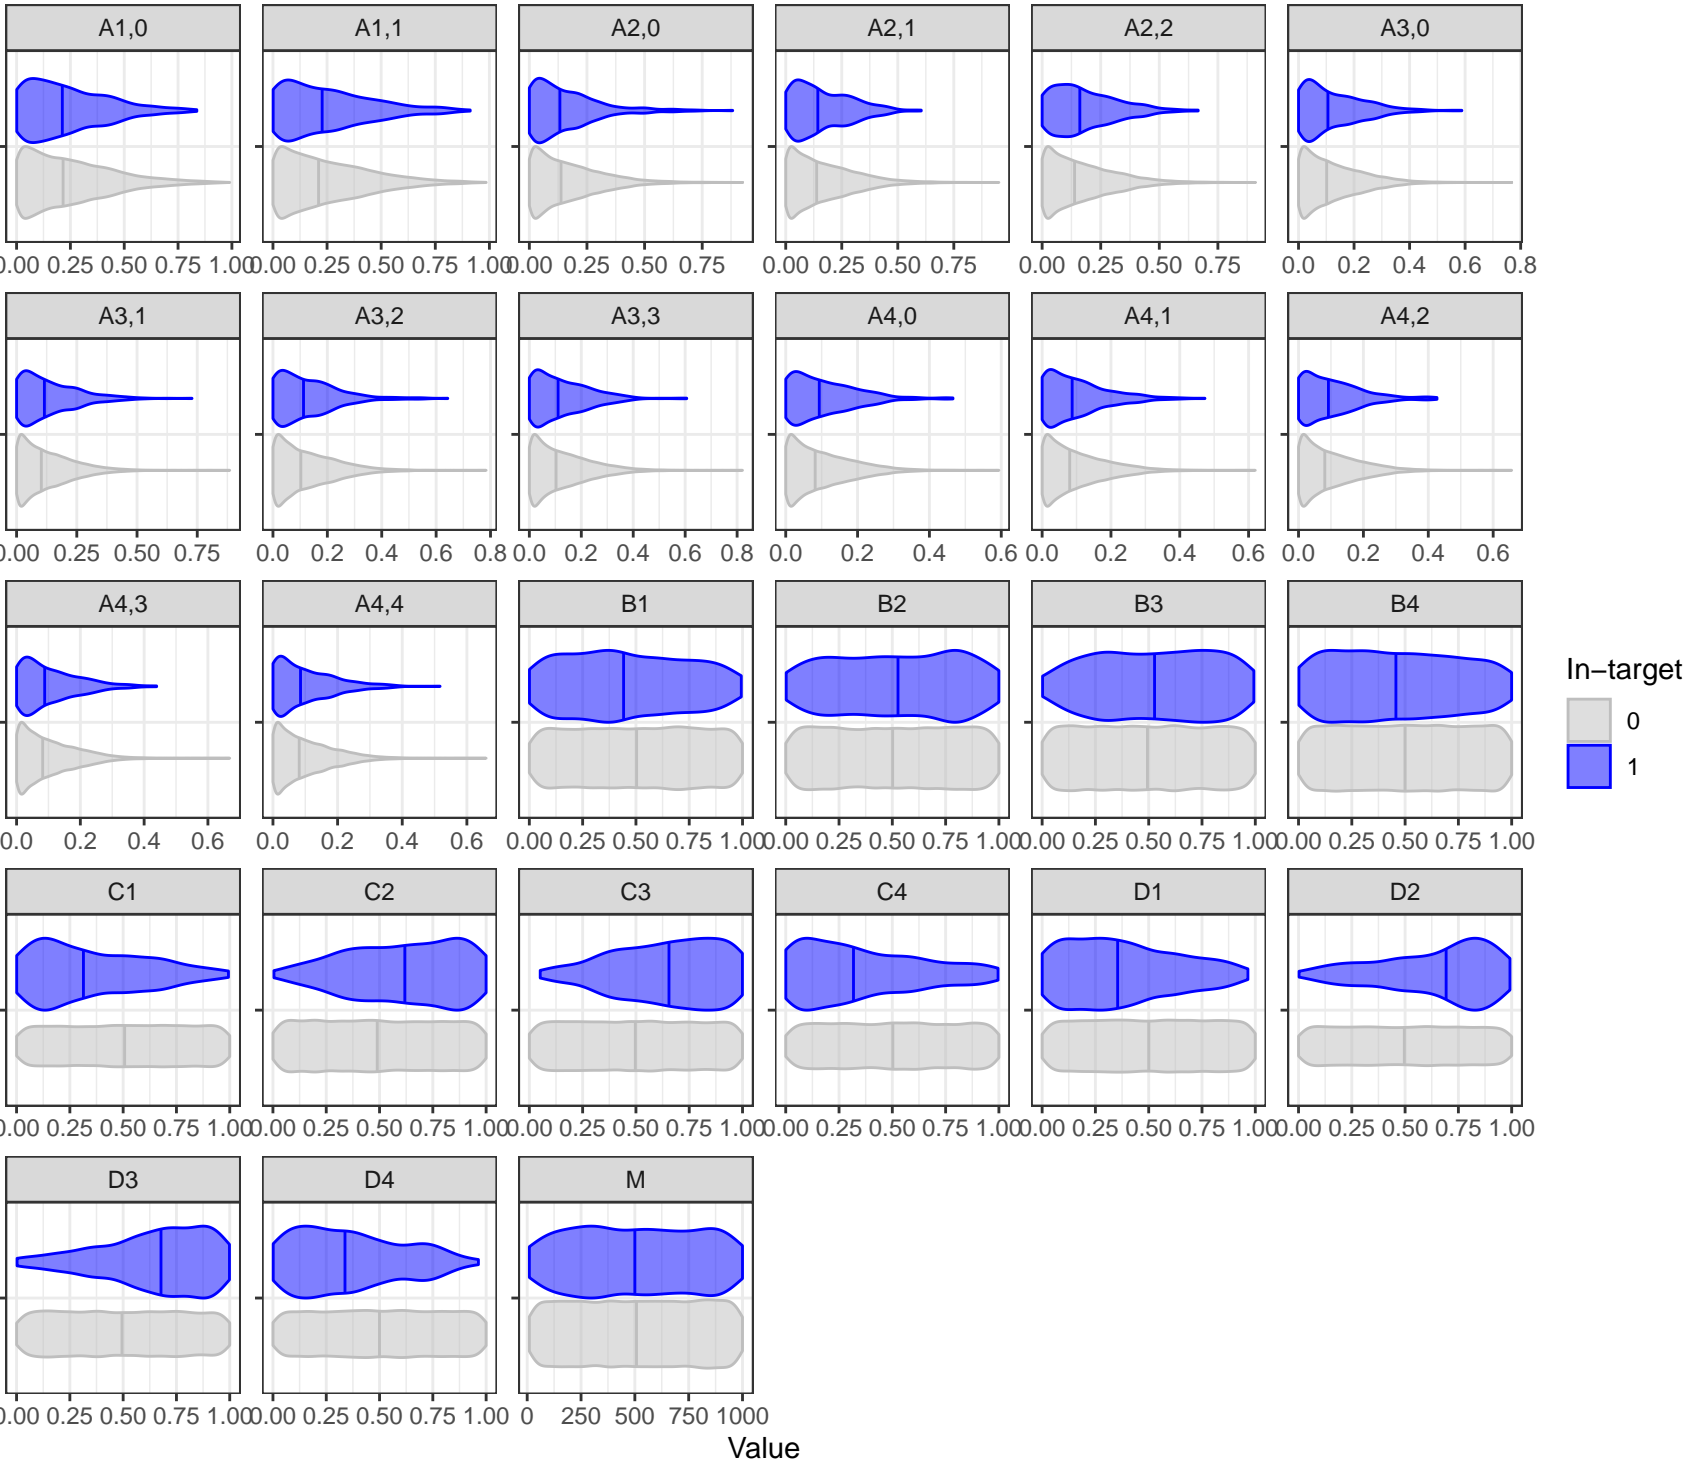 A1,0 A1,1 A2,0 A2,1 A2,2 A3,0
0.00 0.25 0.50 0.75 1.00 0.00 0.25 0.50 0.75 1.00 0.00 0.25 0.50 0.75 0.00 0.25 0.50 0.75 0.00 0.25 0.50 0.75 0.0 0.2 0.4 0.6 0.8
A3,1 A3,2 A3,3 A4,0 A4,1 A4,2
0.00 0.25 0.50 0.75 0.0 0.2 0.4 0.6 0.8 0.0 0.2 0.4 0.6 0.8 0.0 0.2 0.4 0.6 0.0 0.2 0.4 0.6 0.0 0.2 0.4 0.6
A4,3 A4,4 B1 B2 B3 B4
0.0 0.2 0.4 0.6 0.0 0.2 0.4 0.6 0.00 0.25 0.50 0.75 1.00 0.00 0.25 0.50 0.75 1.00 0.00 0.25 0.50 0.75 1.00 0.00 0.25 0.50 0.75 1.00
C1 C2 C3 C4 D1 D2
0.00 0.25 0.50 0.75 1.00 0.00 0.25 0.50 0.75 1.00 0.00 0.25 0.50 0.75 1.00 0.00 0.25 0.50 0.75 1.00 0.00 0.25 0.50 0.75 1.00 0.00 0.25 0.50 0.75 1.00
D3 D4 M
0.00 0.25 0.50 0.75 1.00 0.00 0.25 0.50 0.75 1.00 0 250 500 750 1000
Value
In−target
0
1